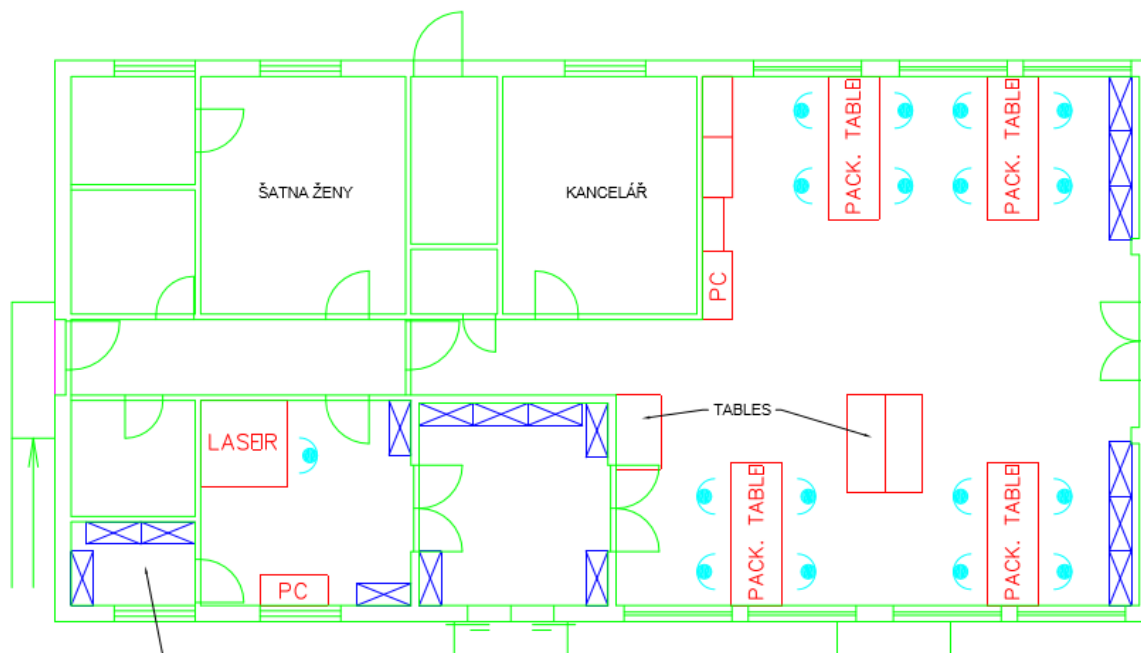 PACK. TABLE
PACK. TABLE
ŠATNA ŽENY
KANCELÁŘ
PC
TABLES
LASER
PACK. TABLE
PACK. TABLE
PC